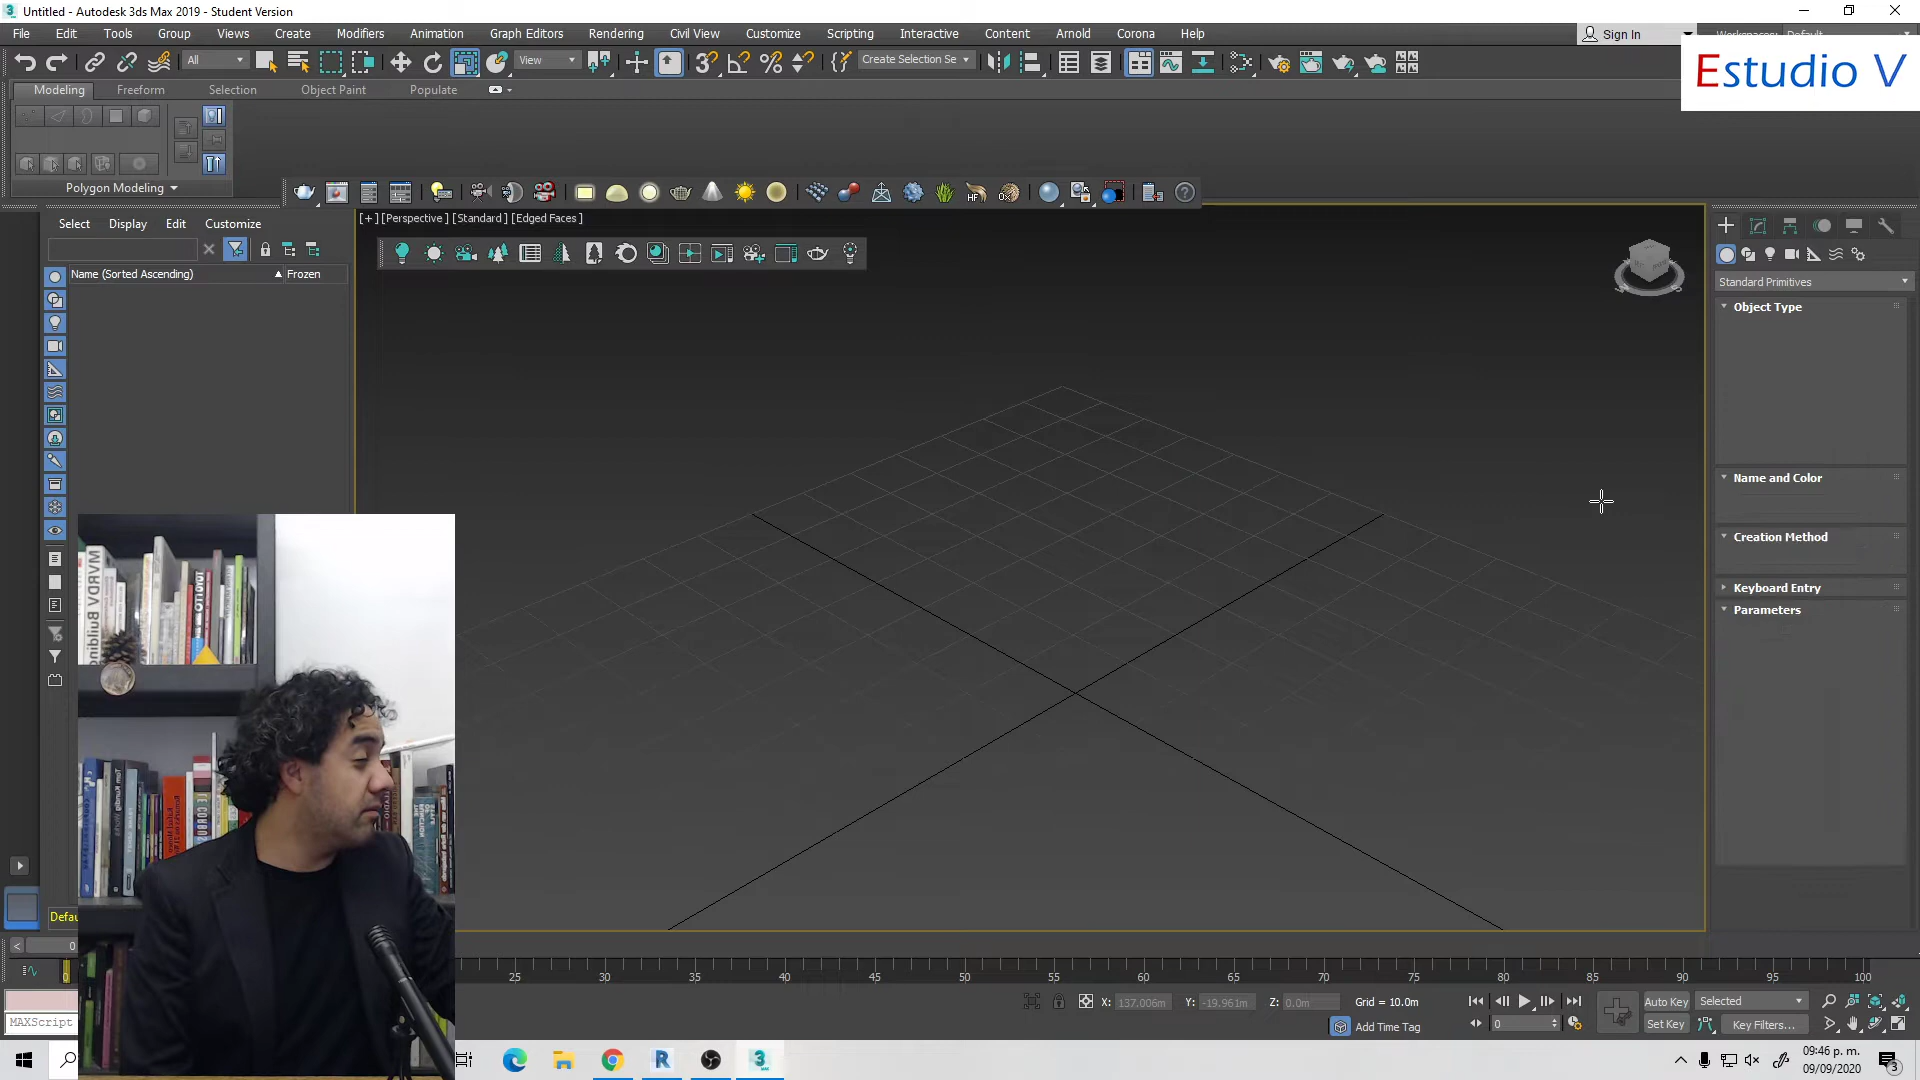 Untitled - Autodesk 3ds Max 2019 - Student Version
File Edit Tools Group Views Create Modifiers Animation Graph Editors Rendering Civil View Customize Scripting Interactive Content Arnold Corona Help
Sign In
Estudio V
All
View
Create Selection Se
Modeling Freeform Selection Object Paint Populate
Polygon Modeling
Select Display Edit Customize
[+] [Perspective] [Standard] [Edged Faces]
Name (Sorted Ascending) Frozen
Standard Primitives
Object Type
Name and Color
Creation Method
Keyboard Entry
Parameters
MVRDV Buildings
0
25 30 35 40 45 50 55 60 65 70 75 80 85 90 95 100
X: 137.006m Y: -19.961m Z: 0.0m Grid = 10.0m
Add Time Tag
0
Auto Key Selected
Set Key Key Filters...
MAXScript
09:46 p. m.
09/09/2020
3